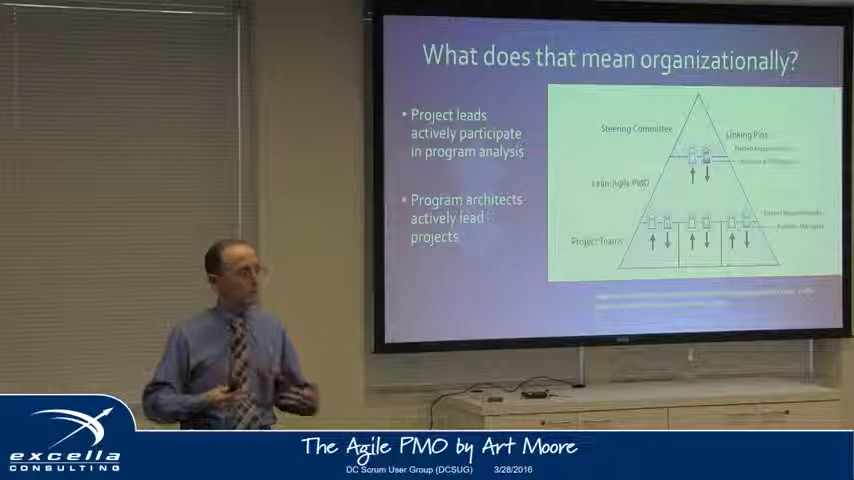 What does that mean organizationally?
• Project leads
actively participate
in program analysis
• Program architects
actively lead
projects
Steering Committee
Linking Pins
Lean-Agile PMO
Project Teams
excella
CONSULTING
The Agile PMO by Art Moore
DC Scrum User Group (DCSUG) 3/28/2016